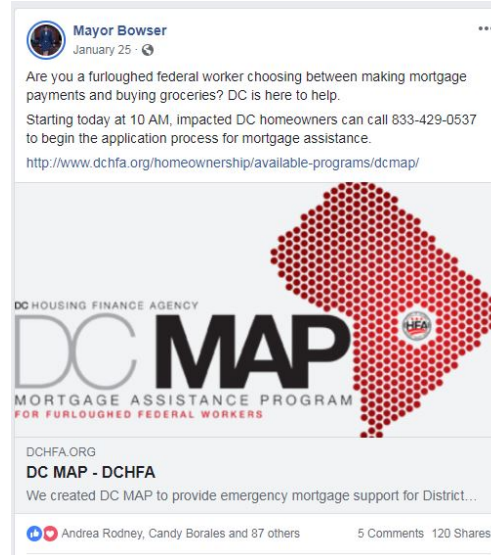 Mayor Bowser
January 25 ·
Are you a furloughed federal worker choosing between making mortgage
payments and buying groceries? DC is here to help.
Starting today at 10 AM, impacted DC homeowners can call 833-429-0537
to begin the application process for mortgage assistance.
http://www.dchfa.org/homeownership/available-programs/dcmap/
DC HOUSING FINANCE AGENCY
HFA
DC MAP
MORTGAGE ASSISTANCE PROGRAM
FOR FURLOUGHED FEDERAL WORKERS
DCHFA.ORG
DC MAP - DCHFA
We created DC MAP to provide emergency mortgage support for District...
Andrea Rodney, Candy Borales and 87 others 5 Comments 120 Shares